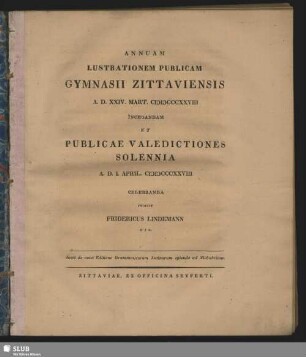 ANNUAM
LUSTRATIONEM PUBLICAM
GYMNASII ZITTAVIENSIS
A. D. XXIV. MART. CIƆIƆCCCXXVIII
INCHOANDAM
ET
PUBLICAE VALEDICTIONES
SOLENNIA
A. D. I. APRIL. CIƆIƆCCCXXVIII
CELEBRANDA
INDICIT
FRIDERICUS LINDEMANN
ZITTAVIAE, EX OFFICINA SEYFERTI.
SLUB